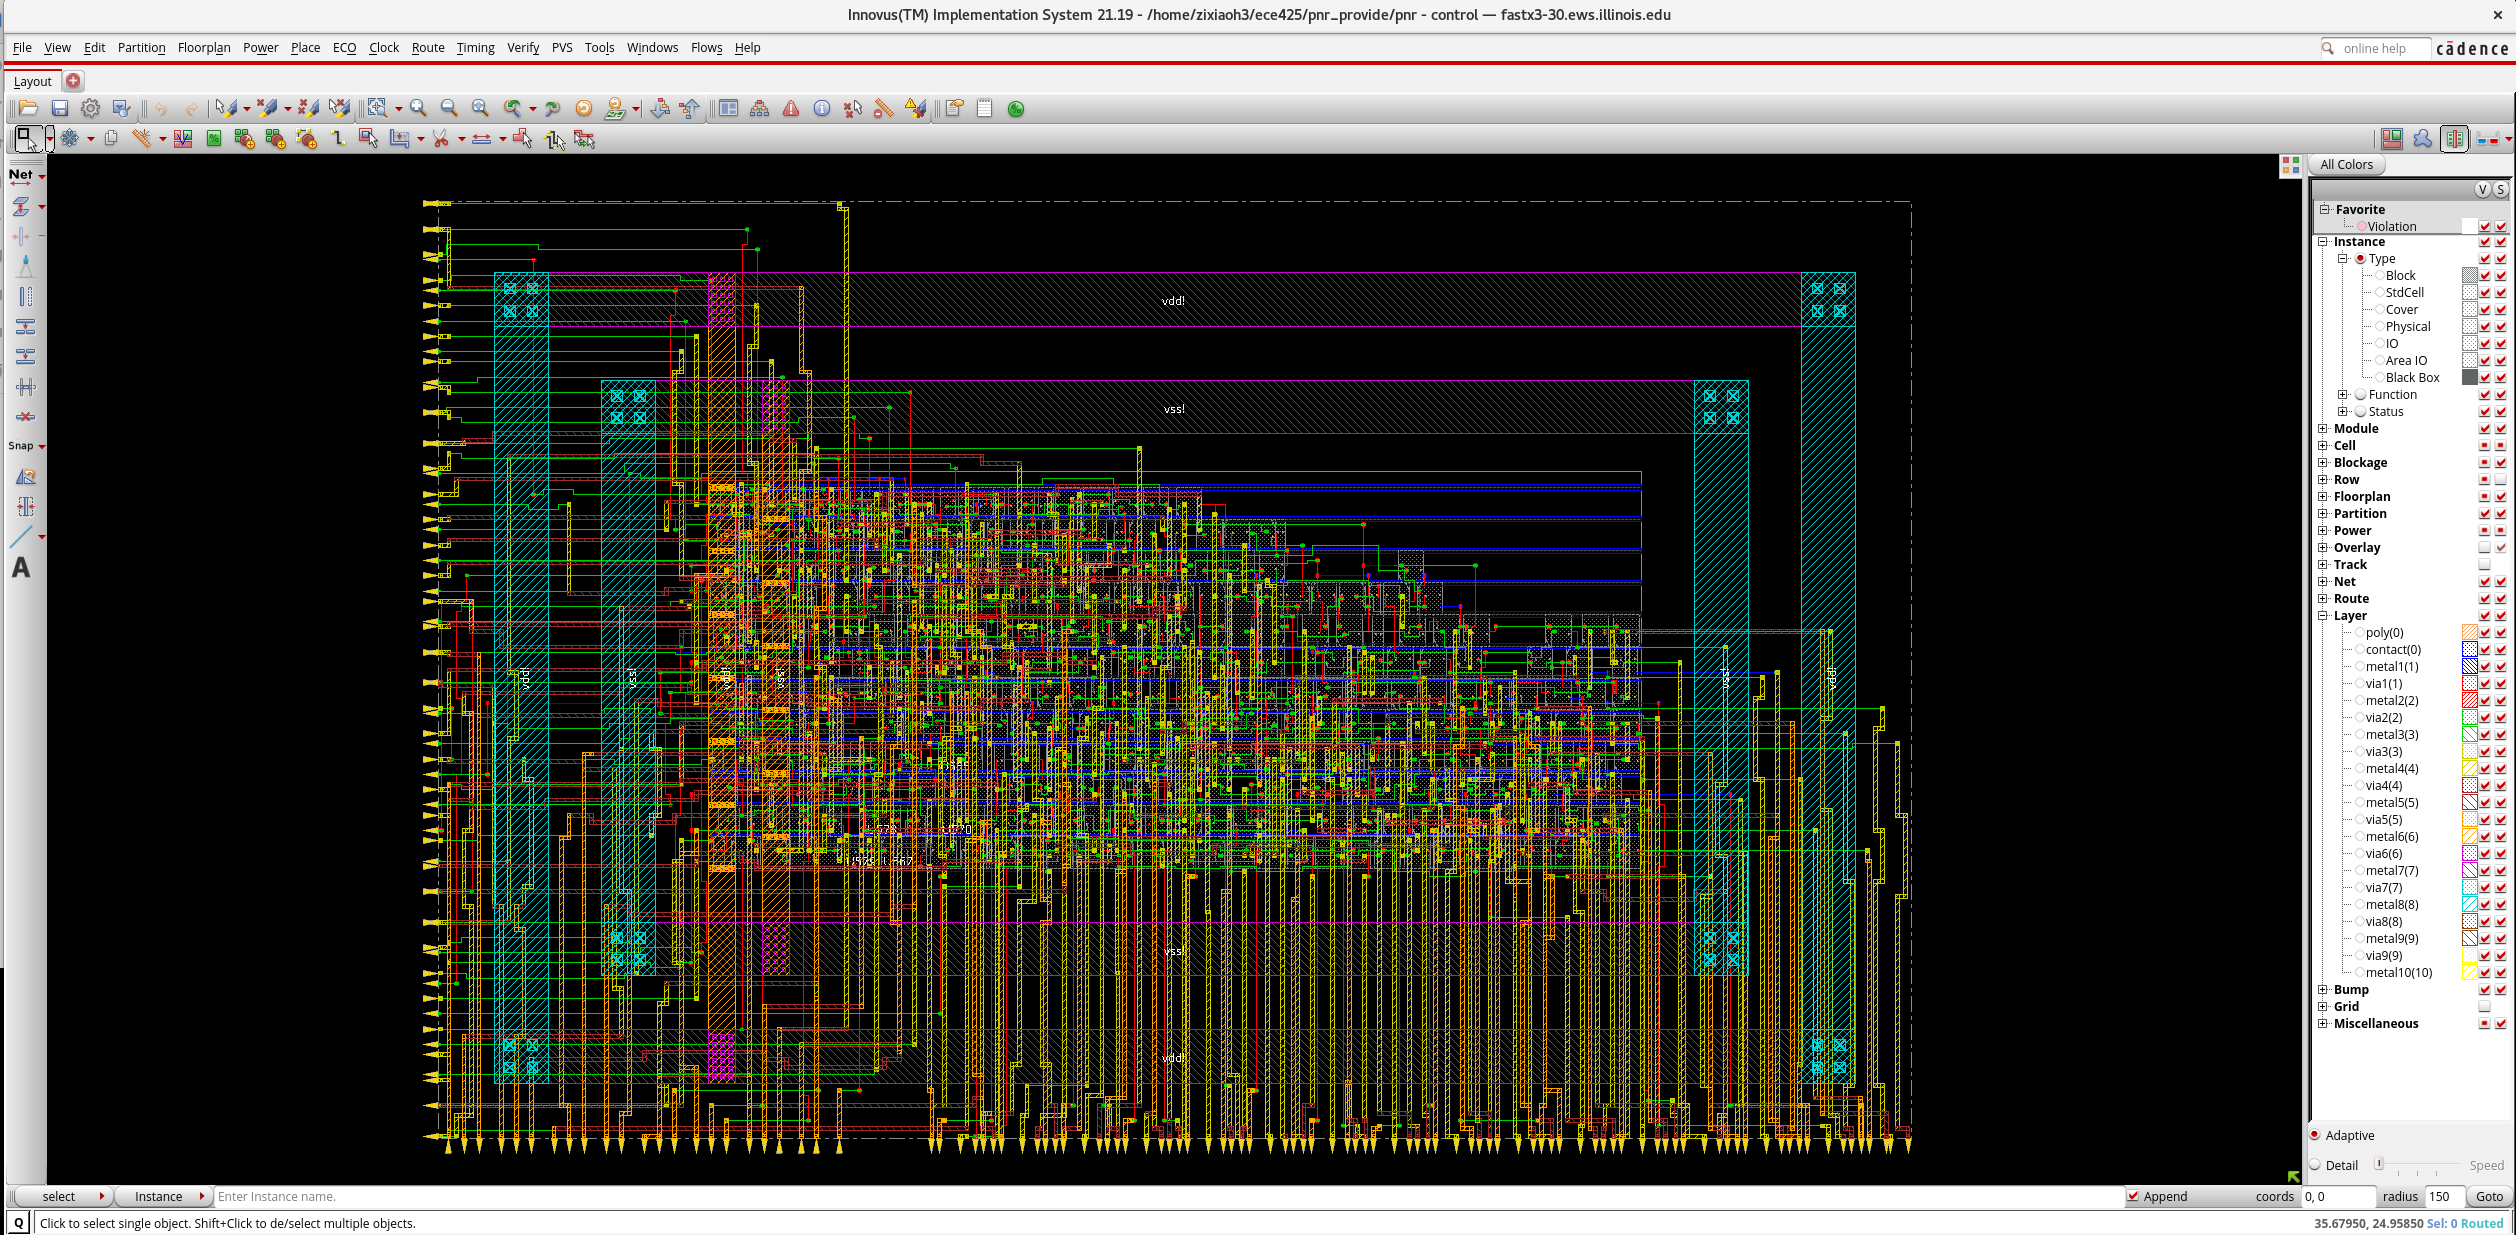 Innovus(TM) Implementation System 21.19 - /home/zixiaoh3/ece425/pnr_provide/pnr - control — fastx3-30.ews.illinois.edu
File View Edit Partition Floorplan Power Place ECO Clock Route Timing Verify PVS Tools Windows Flows Help
online help
cādence
Layout
Net
Snap
A
All Colors
V S
Favorite
Violation
Instance
Type
Block
StdCell
Cover
Physical
IO
Area IO
Black Box
Function
Status
Module
Cell
Blockage
Row
Floorplan
Partition
Power
Overlay
Track
Net
Route
Layer
poly(0)
contact(0)
metal1(1)
via1(1)
metal2(2)
via2(2)
metal3(3)
via3(3)
metal4(4)
via4(4)
metal5(5)
via5(5)
metal6(6)
via6(6)
metal7(7)
via7(7)
metal8(8)
via8(8)
metal9(9)
via9(9)
metal10(10)
Bump
Grid
Miscellaneous
Adaptive
Detail
Speed
vdd!
vss!
vdd!
vss!
vdd!
vss!
vss!
vdd!
vss!
vdd!
select
Instance
Enter Instance name.
Append
coords
0, 0
radius
150
Goto
Q
Click to select single object. Shift+Click to de/select multiple objects.
35.67950, 24.95850 Sel: 0 Routed